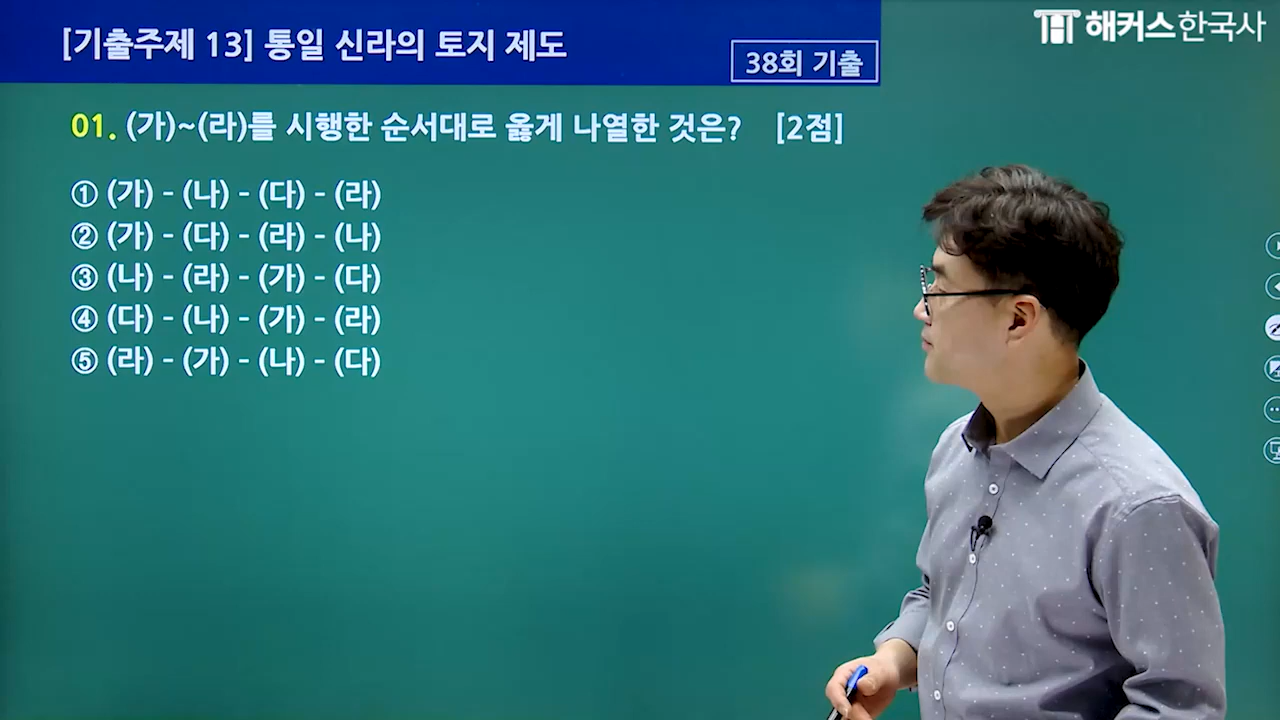 [기출주제 13] 통일 신라의 토지 제도
38회 기출
해커스한국사
01. (가)~(라)를 시행한 순서대로 옳게 나열한 것은? [2점]
① (가) - (나) - (다) - (라)
② (가) - (다) - (라) - (나)
③ (나) - (라) - (가) - (다)
④ (다) - (나) - (가) - (라)
⑤ (라) - (가) - (나) - (다)